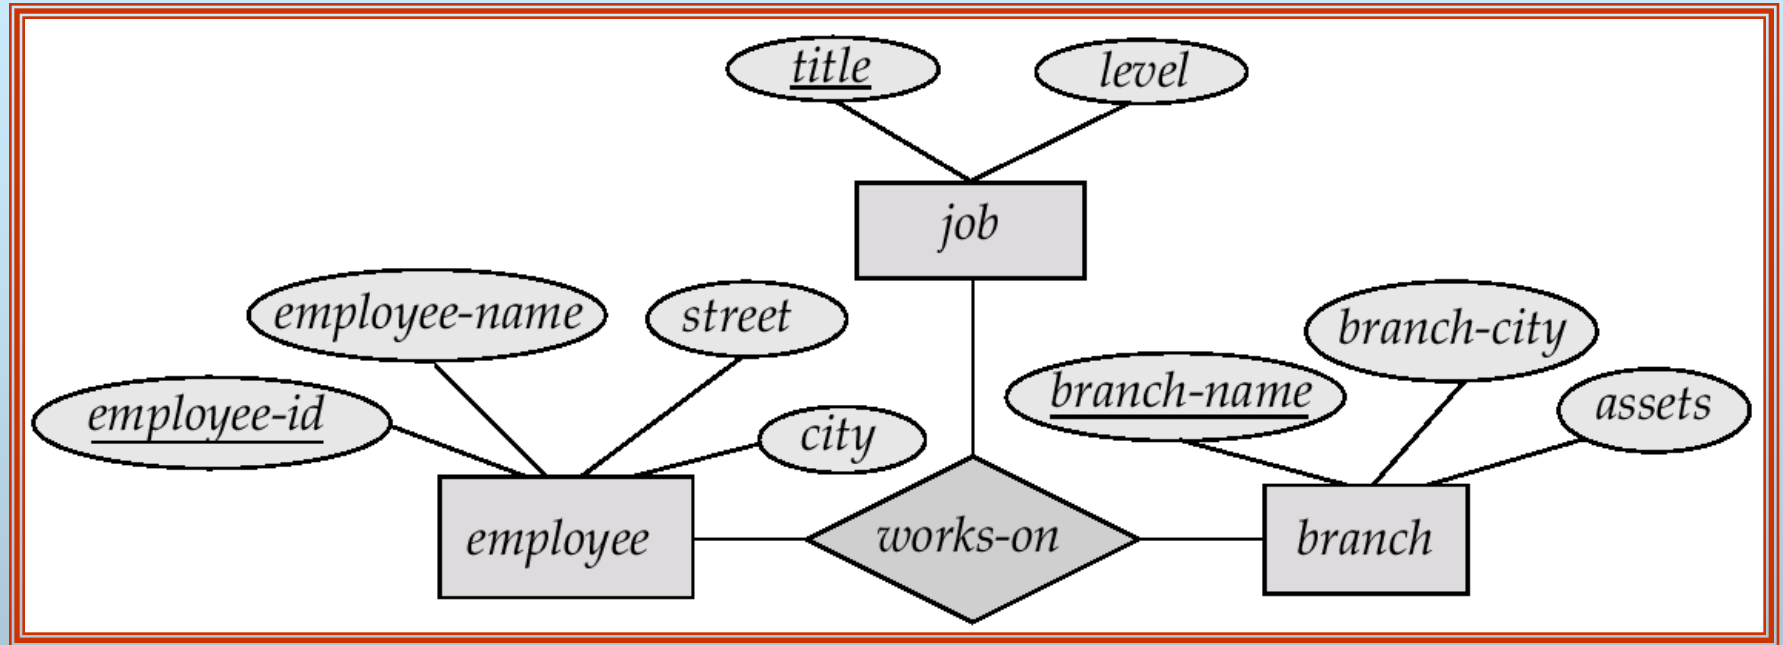 title
level
job
employee-name
street
branch-city
branch-name
assets
employee-id
city
employee
works-on
branch